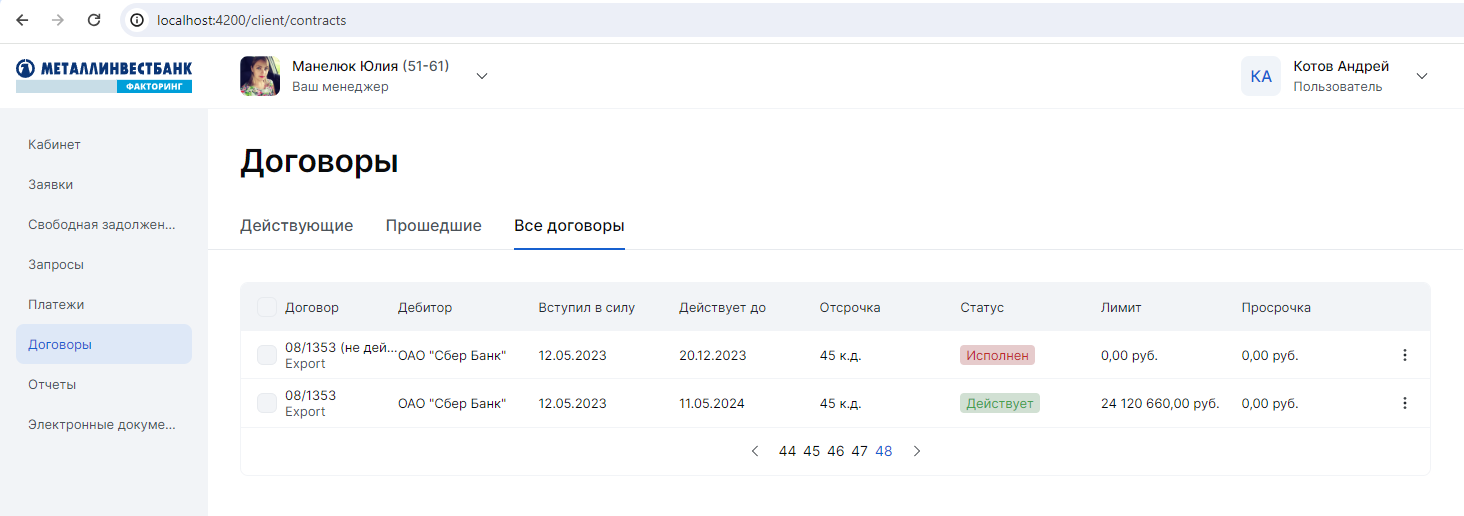 localhost:4200/client/contracts
МЕТАЛЛИНВЕСТБАНК
ФАКТОРИНГ
Манелюк Юлия (51-61)
Ваш менеджер
КА
Котов Андрей
Пользователь
Кабинет
Заявки
Свободная задолжен...
Запросы
Платежи
Договоры
Отчеты
Электронные докуме...
Договоры
Действующие Прошедшие Все договоры
Договор Дебитор Вступил в силу Действует до Отсрочка Статус Лимит Просрочка
08/1353 (не дей... ОАО "Сбер Банк" 12.05.2023 20.12.2023 45 к.д. Исполнен 0,00 руб. 0,00 руб.
Export
08/1353 ОАО "Сбер Банк" 12.05.2023 11.05.2024 45 к.д. Действует 24 120 660,00 руб. 0,00 руб.
Export
44 45 46 47 48